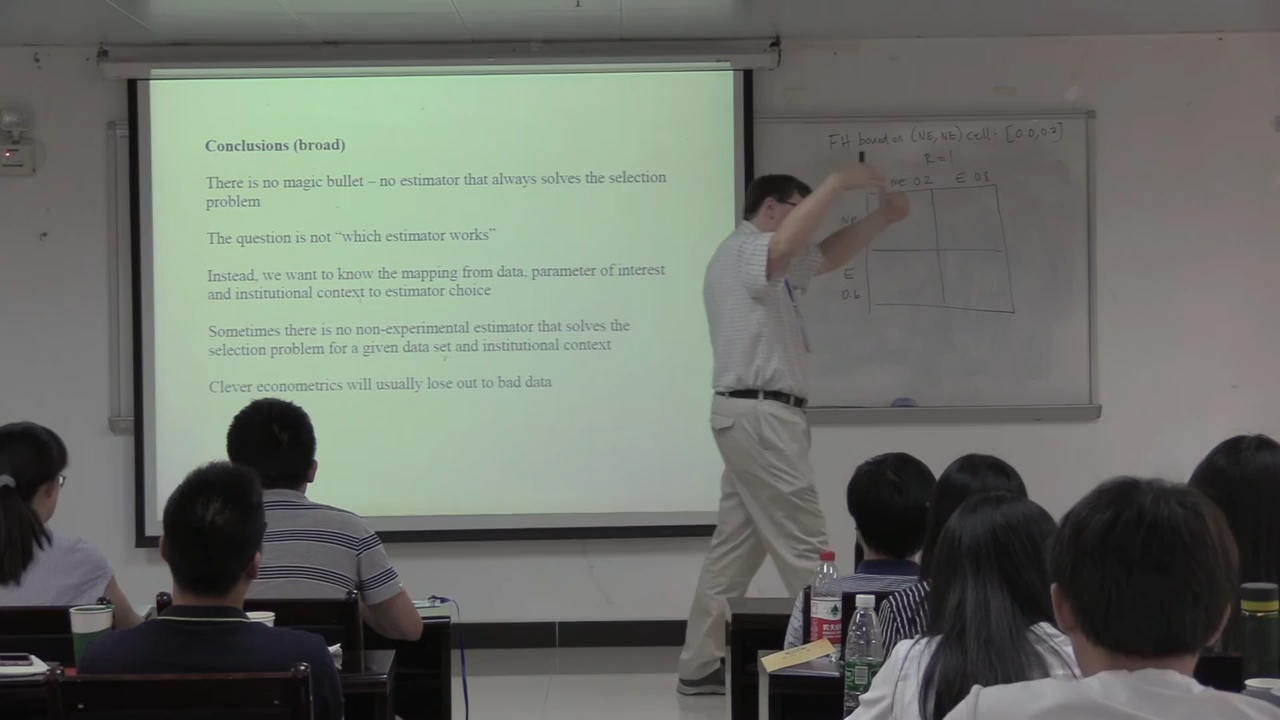 Conclusions (broad)
There is no magic bullet – no estimator that always solves the selection
problem
The question is not “which estimator works”
Instead, we want to know the mapping from data, parameter of interest
and institutional context to estimator choice
Sometimes there is no non-experimental estimator that solves the
selection problem for a given data set and institutional context
Clever econometrics will usually lose out to bad data
FH bound on (NE, NE) cell: [0.0, 0.2]
R=1
NE 0.2 E 0.8
NE
E
0.6